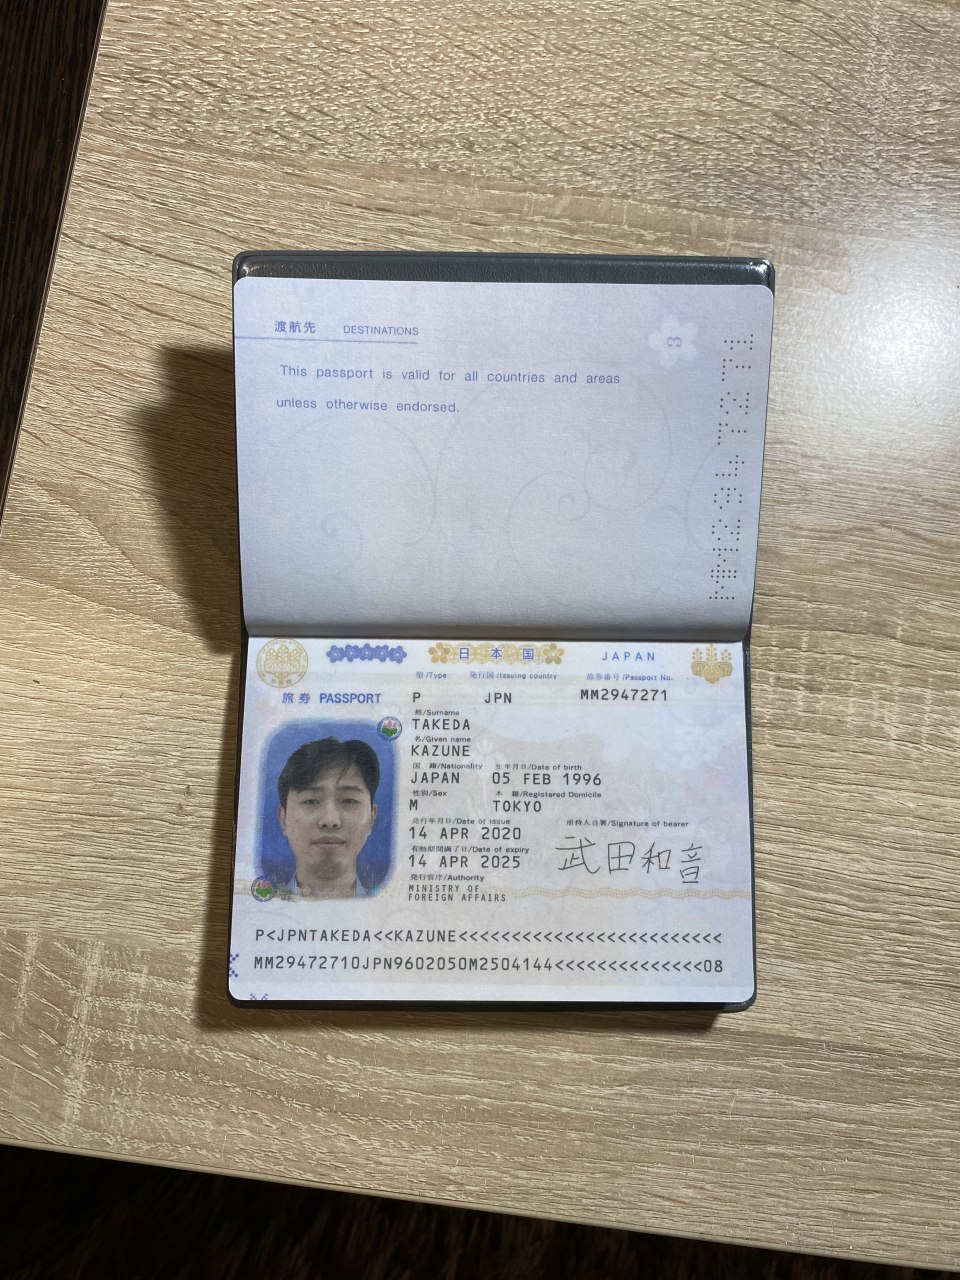 渡航先 DESTINATIONS
3
This passport is valid for all countries and areas
unless otherwise endorsed.
日本国 JAPAN
型/Type 発行国/Issuing country 旅券番号/Passport No.
旅券 PASSPORT P JPN MM2947271
姓/Surname
TAKEDA
名/Given name
KAZUNE
国籍/Nationality 生年月日/Date of birth
JAPAN 05 FEB 1996
性別/Sex 本籍/Registered Domicile
M TOKYO
発行年月日/Date of issue 所持人自署/Signature of bearer
14 APR 2020
有効期間満了日/Date of expiry
14 APR 2025 武田和音
発行官庁/Authority
MINISTRY OF
FOREIGN AFFAIRS
P<JPNTAKEDA<<KAZUNE<<<<<<<<<<<<<<<<<<<<<<<<<
MM29472710JPN9602050M2504144<<<<<<<<<<<<<<08